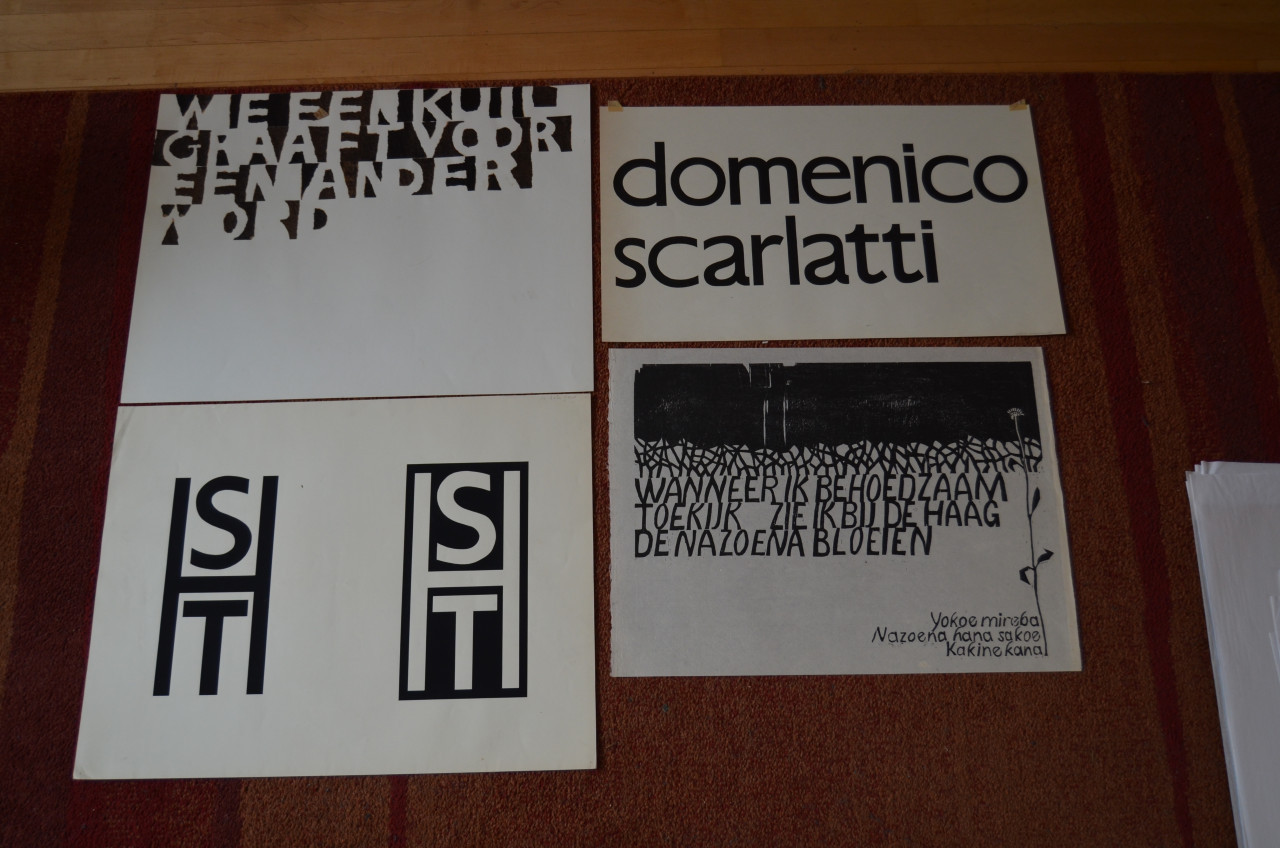 WIE EEN KUIL
GRAAFT VOOR
EEN ANDER
WORD
domenico
scarlatti
S
T
S
T
WANNEER IK BEHOEDZAAM
TOEKIJK ZIE IK BIJ DE HAAG
DE NAZOENA BLOEIEN
Yokoe mireba
Nazoena hana sakoe
Kakine kana